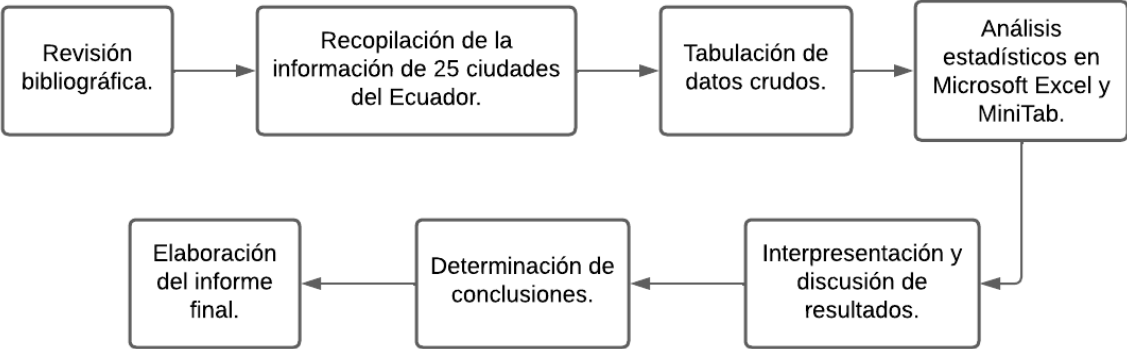 Revisión
bibliográfica.
Recopilación de la
información de 25 ciudades
del Ecuador.
Tabulación de
datos crudos.
Análisis
estadísticos en
Microsoft Excel y
MiniTab.
Interpresentación y
discusión de
resultados.
Determinación de
conclusiones.
Elaboración
del informe
final.